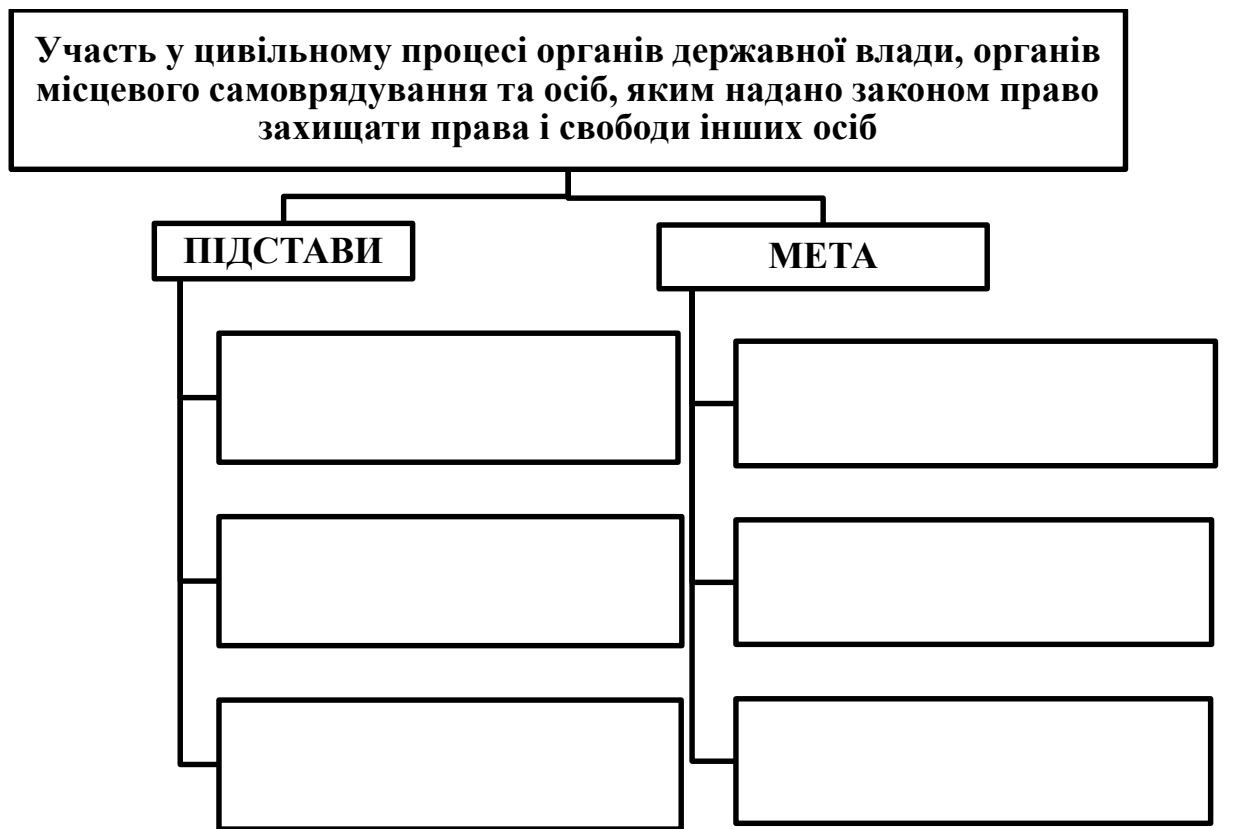 Участь у цивільному процесі органів державної влади, органів
місцевого самоврядування та осіб, яким надано законом право
захищати права і свободи інших осіб
ПІДСТАВИ
МЕТА